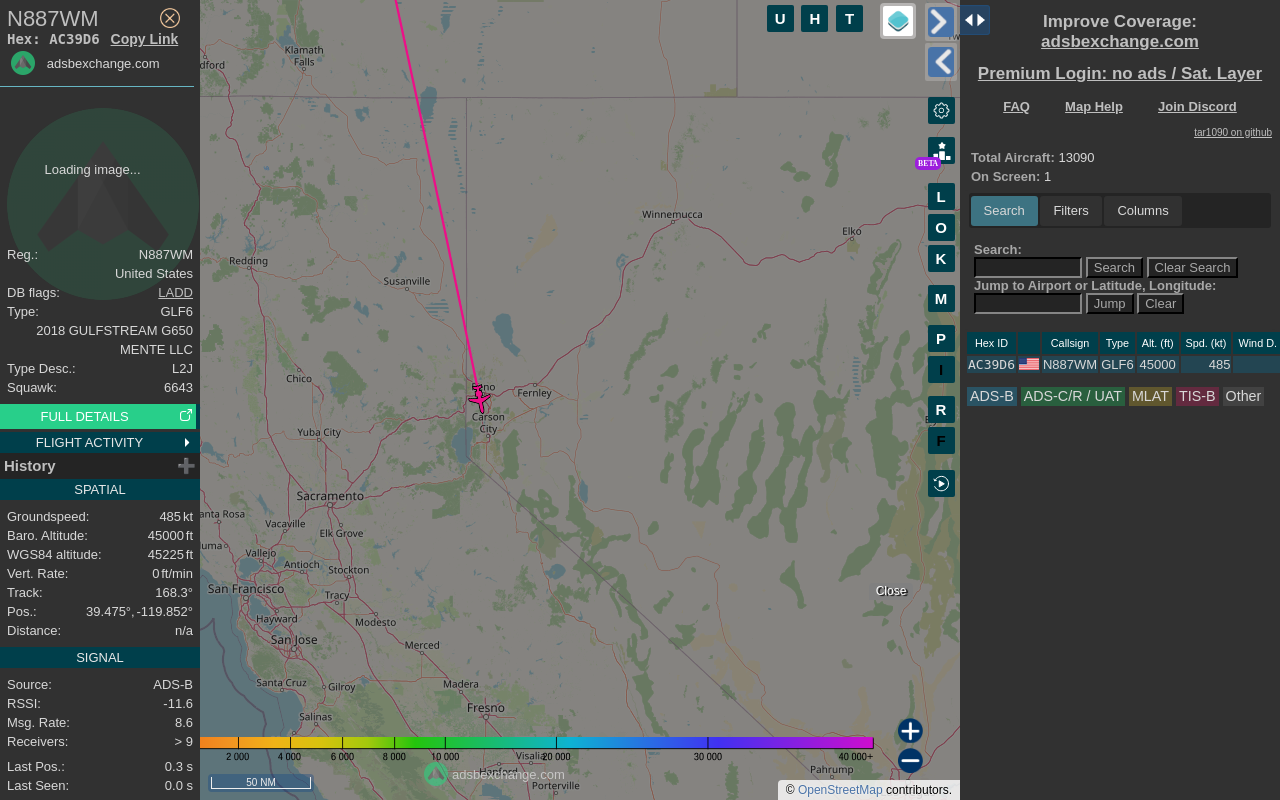 N887WM
Hex: AC39D6 Copy Link
adsbexchange.com
Loading image...
Reg.: N887WM
United States
DB flags: LADD
Type: GLF6
2018 GULFSTREAM G650
MENTE LLC
Type Desc.: L2J
Squawk: 6643
FULL DETAILS
FLIGHT ACTIVITY
History
SPATIAL
Groundspeed: 485 kt
Baro. Altitude: 45000 ft
WGS84 altitude: 45225 ft
Vert. Rate: 0 ft/min
Track: 168.3°
Pos.: 39.475°, -119.852°
Distance: n/a
SIGNAL
Source: ADS-B
RSSI: -11.6
Msg. Rate: 8.6
Receivers: > 9
Last Pos.: 0.3 s
Last Seen: 0.0 s
U H T
Klamath
Falls
dford
Winnemucca
Elko
Redding
Susanville
Chico
Fernley
Carson
City
Yuba City
Sacramento
anta Rosa
Vacaville
Elk Grove
luma
Vallejo
Antioch
Stockton
San Francisco
Tracy
Hayward
Modesto
San Jose
Merced
Santa Cruz
Gilroy
Madera
Salinas
Fresno
Visalia
Hanford
Porterville
Pahrump
BETA
L
O
K
M
P
I
R
F
Close
2 000 4 000 6 000 8 000 10 000 20 000 30 000 40 000+
adsbexchange.com
50 NM
© OpenStreetMap contributors.
Improve Coverage:
adsbexchange.com
Premium Login: no ads / Sat. Layer
FAQ Map Help Join Discord
tar1090 on github
Total Aircraft: 13090
On Screen: 1
Search Filters Columns
Search:
Search Clear Search
Jump to Airport or Latitude, Longitude:
Jump Clear
Hex ID Callsign Type Alt. (ft) Spd. (kt) Wind D.
AC39D6 N887WM GLF6 45000 485
ADS-B ADS-C/R / UAT MLAT TIS-B Other